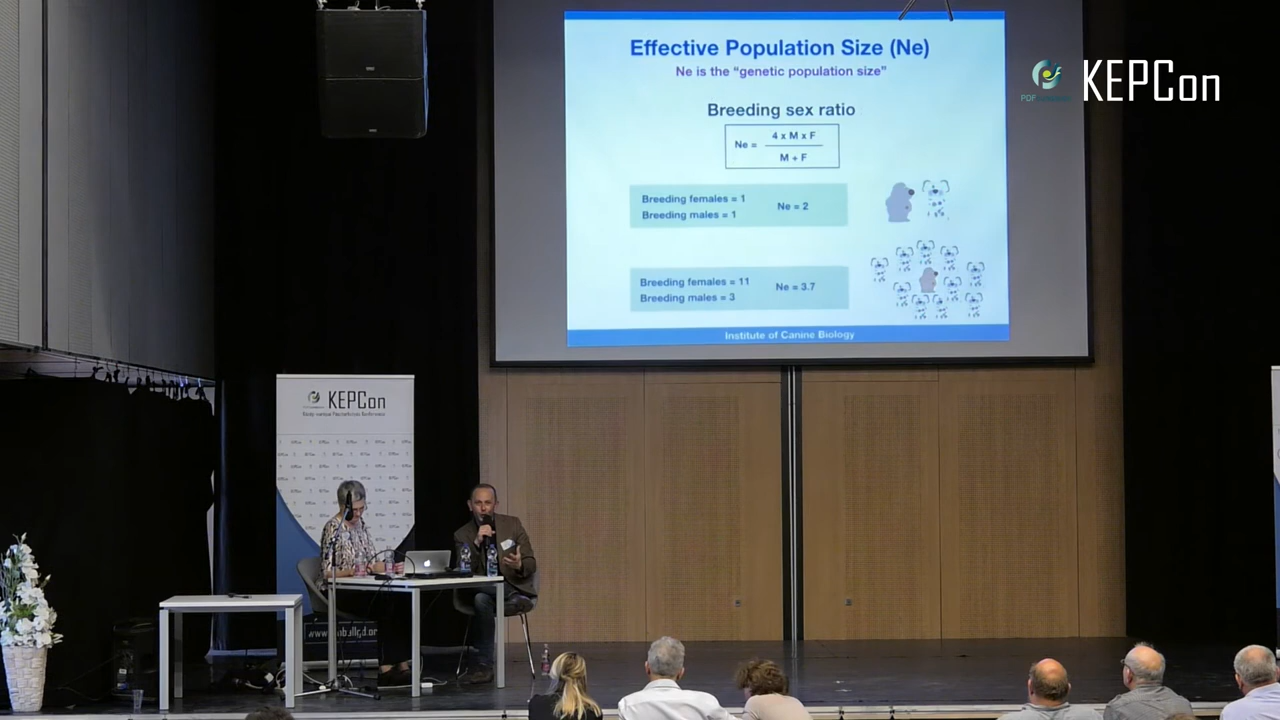 Effective Population Size (Ne)
Ne is the “genetic population size”
Breeding sex ratio
Ne = 4 x M x F
M + F
Breeding females = 1
Breeding males = 1
Ne = 2
Breeding females = 11
Breeding males = 3
Ne = 3.7
Institute of Canine Biology
PDF
KEPCon
KEPCon